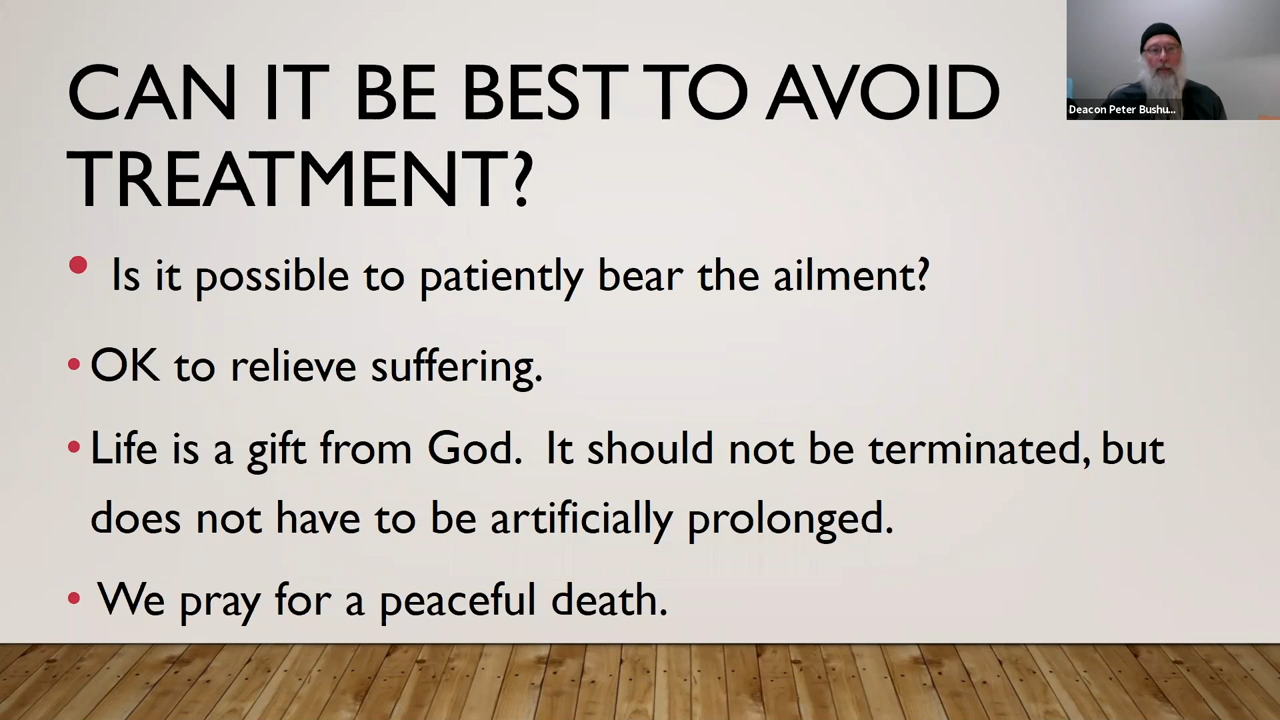 CAN IT BE BEST TO AVOID
TREATMENT?
Deacon Peter Bushu...
• Is it possible to patiently bear the ailment?
• OK to relieve suffering.
• Life is a gift from God. It should not be terminated, but
does not have to be artificially prolonged.
• We pray for a peaceful death.